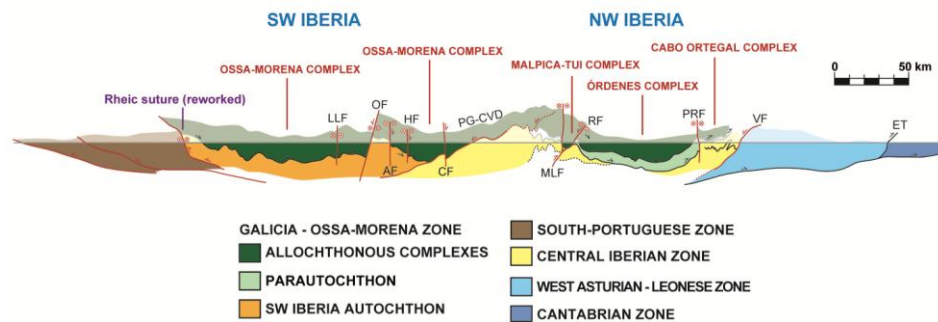 SW IBERIA
NW IBERIA
OSSA-MORENA COMPLEX
OSSA-MORENA COMPLEX
MALPICA-TUI COMPLEX
CABO ORTEGAL COMPLEX
ÓRDENES COMPLEX
50 km
Rheic suture (reworked)
LLF
OF
AF
HF
CF
PG-CVD
MLF
RF
PRF
VF
ET
GALICIA - OSSA-MORENA ZONE
ALLOCHTHONOUS COMPLEXES
PARAUTOCHTHON
SW IBERIA AUTOCHTHON
SOUTH-PORTUGUESE ZONE
CENTRAL IBERIAN ZONE
WEST ASTURIAN - LEONESE ZONE
CANTABRIAN ZONE